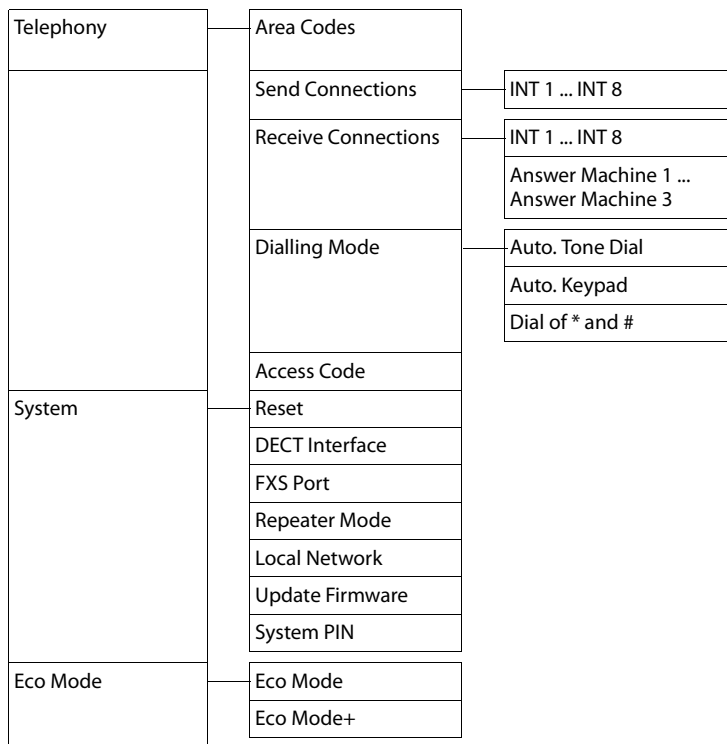 Telephony
Area Codes
Send Connections
INT 1 ... INT 8
Receive Connections
INT 1 ... INT 8
Answer Machine 1 ...
Answer Machine 3
Dialling Mode
Auto. Tone Dial
Auto. Keypad
Dial of * and #
Access Code
System
Reset
DECT Interface
FXS Port
Repeater Mode
Local Network
Update Firmware
System PIN
Eco Mode
Eco Mode
Eco Mode+